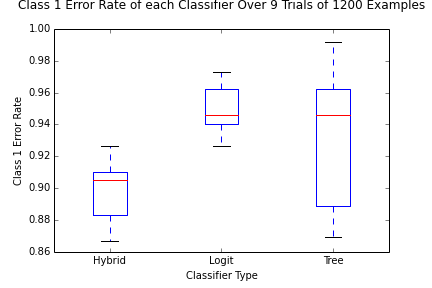 Class 1 Error Rate of each Classifier Over 9 Trials of 1200 Examples
1.00
0.98
0.96
0.94
0.92
0.90
0.88
0.86
Class 1 Error Rate
Hybrid
Logit
Tree
Classifier Type